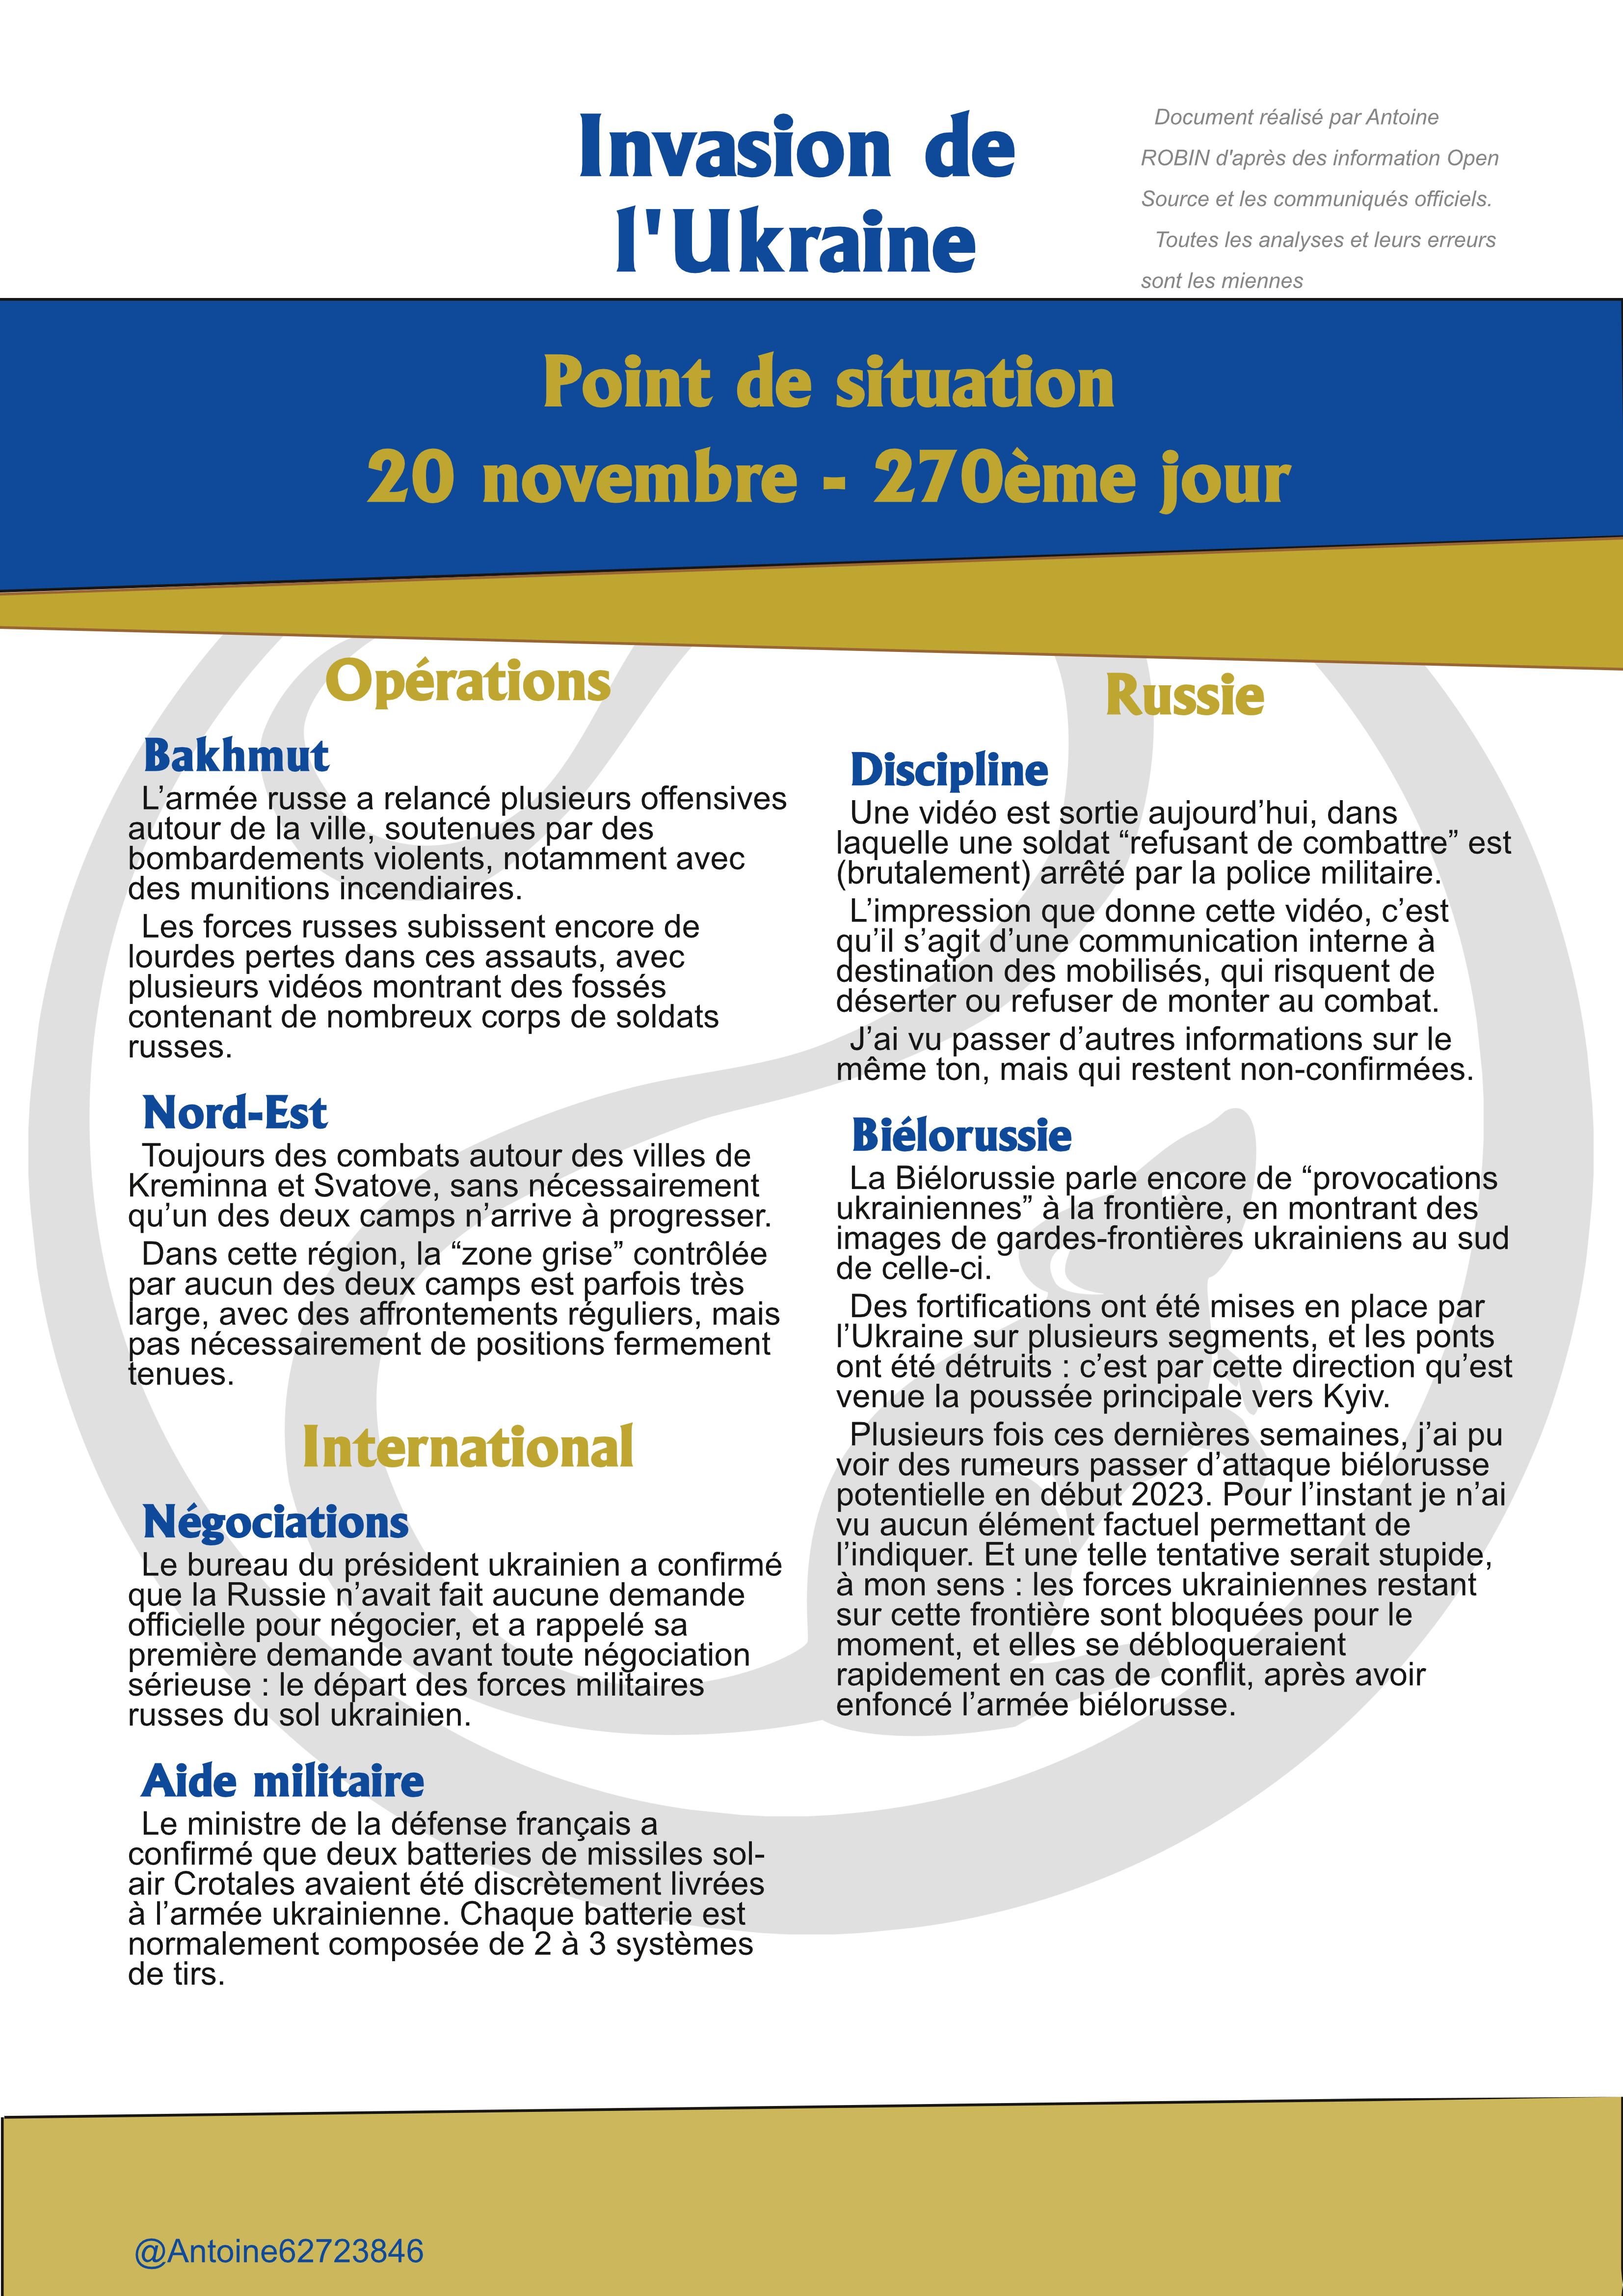 Invasion de
l'Ukraine
Document réalisé par Antoine
ROBIN d'après des information Open
Source et les communiqués officiels.
Toutes les analyses et leurs erreurs
sont les miennes
Point de situation
20 novembre - 270ème jour
Opérations
Bakhmut
L’armée russe a relancé plusieurs offensives
autour de la ville, soutenues par des
bombardements violents, notamment avec
des munitions incendiaires.
Les forces russes subissent encore de
lourdes pertes dans ces assauts, avec
plusieurs vidéos montrant des fossés
contenant de nombreux corps de soldats
russes.
Nord-Est
Toujours des combats autour des villes de
Kreminna et Svatove, sans nécessairement
qu’un des deux camps n’arrive à progresser.
Dans cette région, la “zone grise” contrôlée
par aucun des deux camps est parfois très
large, avec des affrontements réguliers, mais
pas nécessairement de positions fermement
tenues.
International
Négociations
Le bureau du président ukrainien a confirmé
que la Russie n’avait fait aucune demande
officielle pour négocier, et a rappelé sa
première demande avant toute négociation
sérieuse : le départ des forces militaires
russes du sol ukrainien.
Aide militaire
Le ministre de la défense français a
confirmé que deux batteries de missiles sol-
air Crotales avaient été discrètement livrées
à l’armée ukrainienne. Chaque batterie est
normalement composée de 2 à 3 systèmes
de tirs.
Russie
Discipline
Une vidéo est sortie aujourd’hui, dans
laquelle une soldat “refusant de combattre” est
(brutalement) arrêté par la police militaire.
L’impression que donne cette vidéo, c’est
qu’il s’agit d’une communication interne à
destination des mobilisés, qui risquent de
déserter ou refuser de monter au combat.
J’ai vu passer d’autres informations sur le
même ton, mais qui restent non-confirmées.
Biélorussie
La Biélorussie parle encore de “provocations
ukrainiennes” à la frontière, en montrant des
images de gardes-frontières ukrainiens au sud
de celle-ci.
Des fortifications ont été mises en place par
l’Ukraine sur plusieurs segments, et les ponts
ont été détruits : c’est par cette direction qu’est
venue la poussée principale vers Kyiv.
Plusieurs fois ces dernières semaines, j’ai pu
voir des rumeurs passer d’attaque biélorusse
potentielle en début 2023. Pour l’instant je n’ai
vu aucun élément factuel permettant de
l’indiquer. Et une telle tentative serait stupide,
à mon sens : les forces ukrainiennes restant
sur cette frontière sont bloquées pour le
moment, et elles se débloqueraient
rapidement en cas de conflit, après avoir
enfoncé l’armée biélorusse.
@Antoine62723846